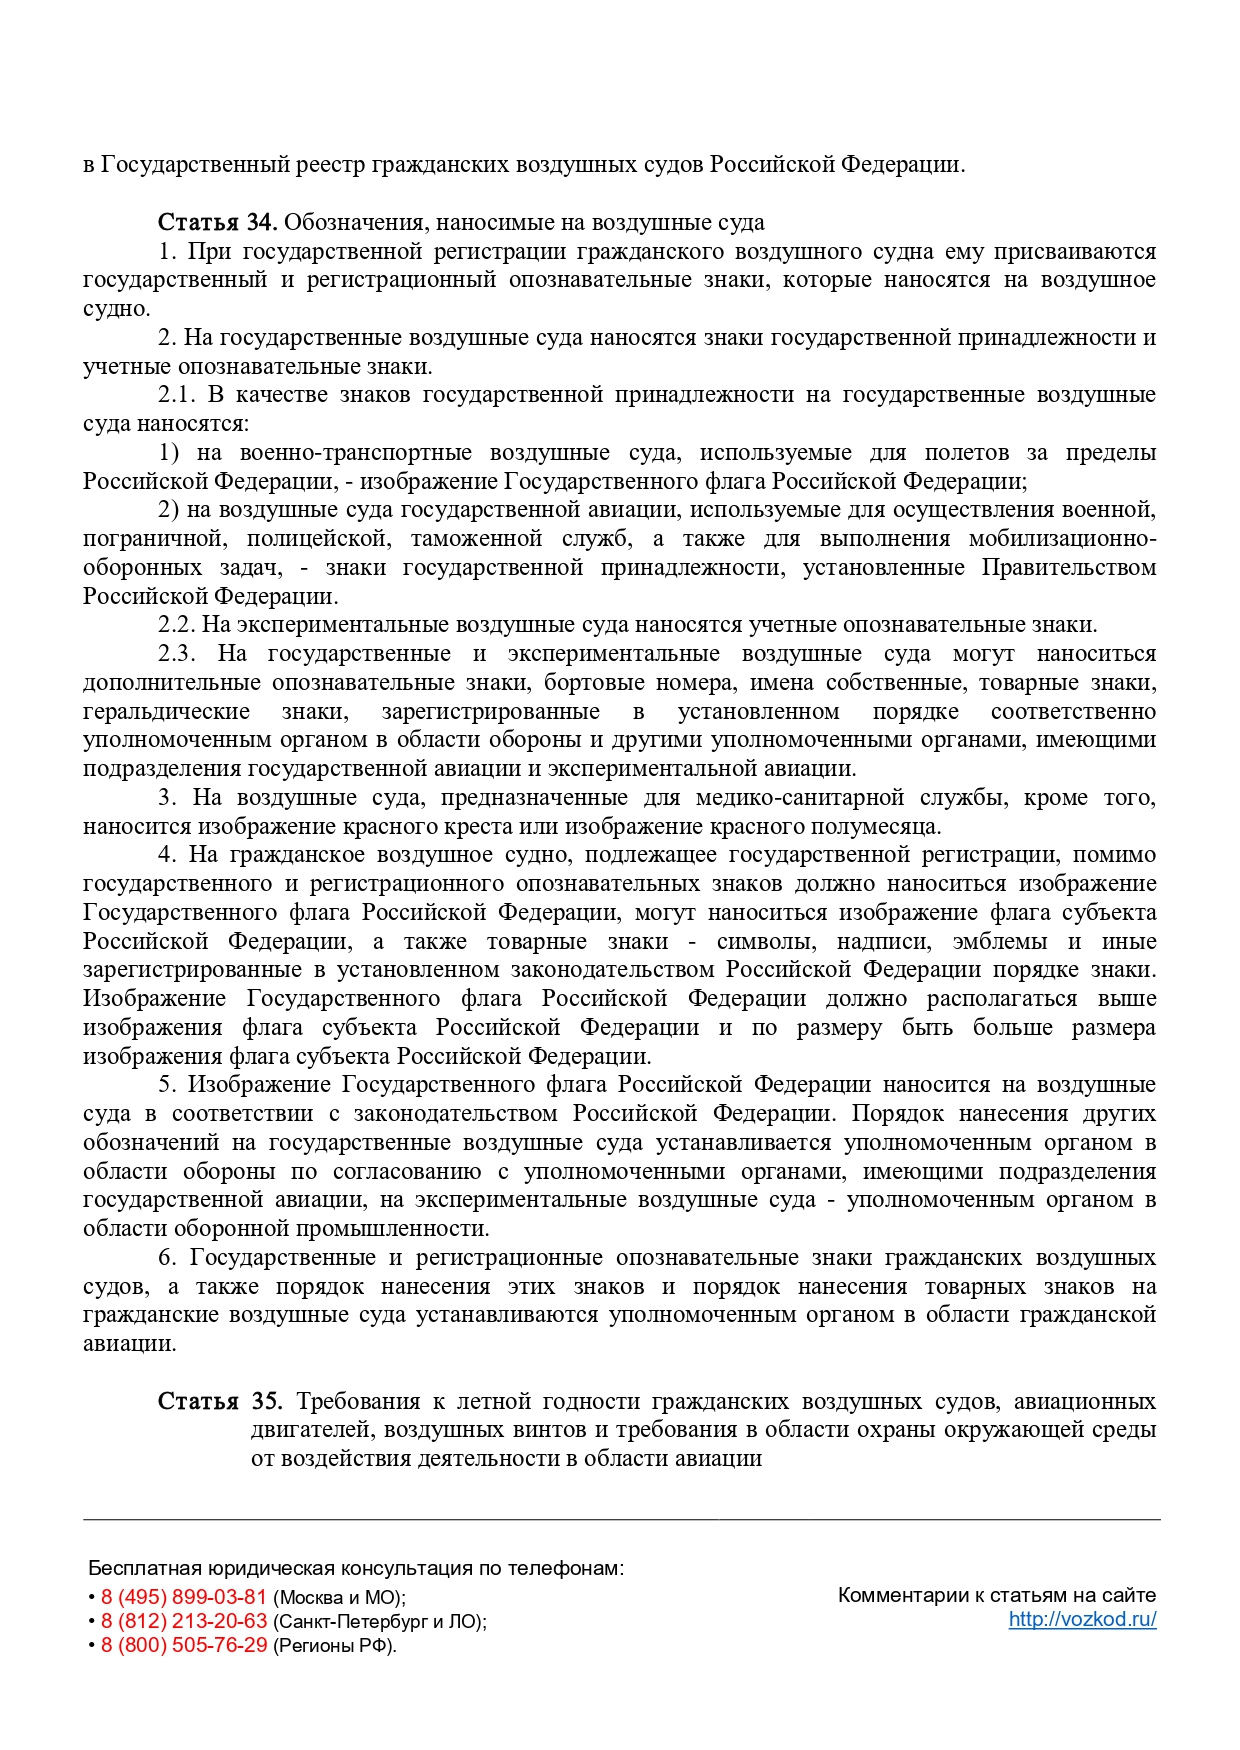 в Государственный реестр гражданских воздушных судов Российской Федерации.
Статья 34. Обозначения, наносимые на воздушные суда
1. При государственной регистрации гражданского воздушного судна ему присваиваются
государственный и регистрационный опознавательные знаки, которые наносятся на воздушное
судно.
2. На государственные воздушные суда наносятся знаки государственной принадлежности и
учетные опознавательные знаки.
2.1. В качестве знаков государственной принадлежности на государственные воздушные
суда наносятся:
1) на военно-транспортные воздушные суда, используемые для полетов за пределы
Российской Федерации, - изображение Государственного флага Российской Федерации;
2) на воздушные суда государственной авиации, используемые для осуществления военной,
пограничной, полицейской, таможенной служб, а также для выполнения мобилизационно-
оборонных задач, - знаки государственной принадлежности, установленные Правительством
Российской Федерации.
2.2. На экспериментальные воздушные суда наносятся учетные опознавательные знаки.
2.3. На государственные и экспериментальные воздушные суда могут наноситься
дополнительные опознавательные знаки, бортовые номера, имена собственные, товарные знаки,
геральдические знаки, зарегистрированные в установленном порядке соответственно
уполномоченным органом в области обороны и другими уполномоченными органами, имеющими
подразделения государственной авиации и экспериментальной авиации.
3. На воздушные суда, предназначенные для медико-санитарной службы, кроме того,
наносится изображение красного креста или изображение красного полумесяца.
4. На гражданское воздушное судно, подлежащее государственной регистрации, помимо
государственного и регистрационного опознавательных знаков должно наноситься изображение
Государственного флага Российской Федерации, могут наноситься изображение флага субъекта
Российской Федерации, а также товарные знаки - символы, надписи, эмблемы и иные
зарегистрированные в установленном законодательством Российской Федерации порядке знаки.
Изображение Государственного флага Российской Федерации должно располагаться выше
изображения флага субъекта Российской Федерации и по размеру быть больше размера
изображения флага субъекта Российской Федерации.
5. Изображение Государственного флага Российской Федерации наносится на воздушные
суда в соответствии с законодательством Российской Федерации. Порядок нанесения других
обозначений на государственные воздушные суда устанавливается уполномоченным органом в
области обороны по согласованию с уполномоченными органами, имеющими подразделения
государственной авиации, на экспериментальные воздушные суда - уполномоченным органом в
области оборонной промышленности.
6. Государственные и регистрационные опознавательные знаки гражданских воздушных
судов, а также порядок нанесения этих знаков и порядок нанесения товарных знаков на
гражданские воздушные суда устанавливаются уполномоченным органом в области гражданской
авиации.
Статья 35. Требования к летной годности гражданских воздушных судов, авиационных
двигателей, воздушных винтов и требования в области охраны окружающей среды
от воздействия деятельности в области авиации
Бесплатная юридическая консультация по телефонам:
• 8 (495) 899-03-81 (Москва и МО);
• 8 (812) 213-20-63 (Санкт-Петербург и ЛО);
• 8 (800) 505-76-29 (Регионы РФ).
Комментарии к статьям на сайте
http://vozkod.ru/